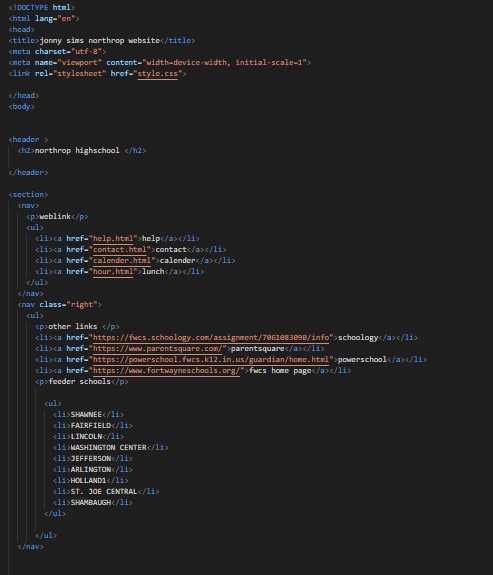 <!DOCTYPE html>
<html lang="en">
<head>
<title>jonny sims northrop website</title>
<meta charset="utf-8">
<meta name="viewport" content="width=device-width, initial-scale=1">
<link rel="stylesheet" href="style.css">
</head>
<body>
<header >
<h2>northrop highschool </h2>
</header>
<section>
<nav>
<p>weblink</p>
<ul>
<li><a href="help.html">help</a></li>
<li><a href="contact.html">contact</a></li>
<li><a href="calender.html">calender</a></li>
<li><a href="hour.html">lunch</a></li>
</ul>
</nav>
<nav class="right">
<ul>
<p>other links </p>
<li><a href="https://fwcs.schoology.com/assignment/7061083090/info">schoology</a></li>
<li><a href="https://www.parentsquare.com/">parentsquare</a></li>
<li><a href="https://powerschool.fwcs.k12.in.us/guardian/home.html">powerschool</a></li>
<li><a href="https://www.fortwayneschools.org/">fwcs home page</a></li>
<p>feeder schools</p>
<ul>
<li>SHAWNEE</li>
<li>FAIRFIELD</li>
<li>LINCOLN</li>
<li>WASHINGTON CENTER</li>
<li>JEFFERSON</li>
<li>ARLINGTON</li>
<li>HOLLAND1</li>
<li>ST. JOE CENTRAL</li>
<li>SHAMBAUGH</li>
</ul>
</ul>
</nav>